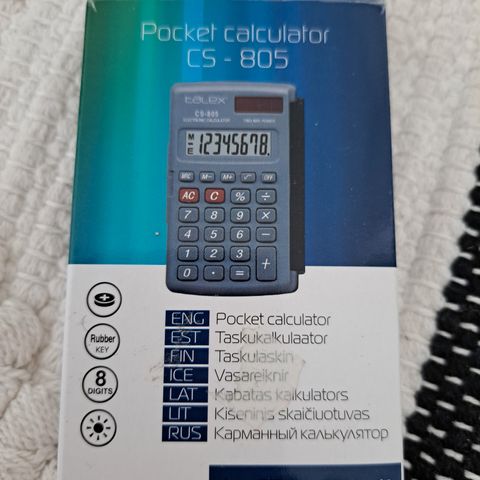 Pocket calculator
CS - 805
talex
CS-805
ELECTRONIC CALCULATOR TWO WAY POWER
M
E
12345678.
MRC M- M+ √ OFF
AC C % ÷
7 8 9 ×
4 5 6 −
1 2 3 +
0 . =
Rubber
KEY
8
DIGITS
ENG Pocket calculator
EST Taskukalkulaator
FIN Taskulaskin
ICE Vasareiknir
LAT Kabatas kalkulators
LIT Kišeninis skaičiuotuvas
RUS Карманный калькулятор